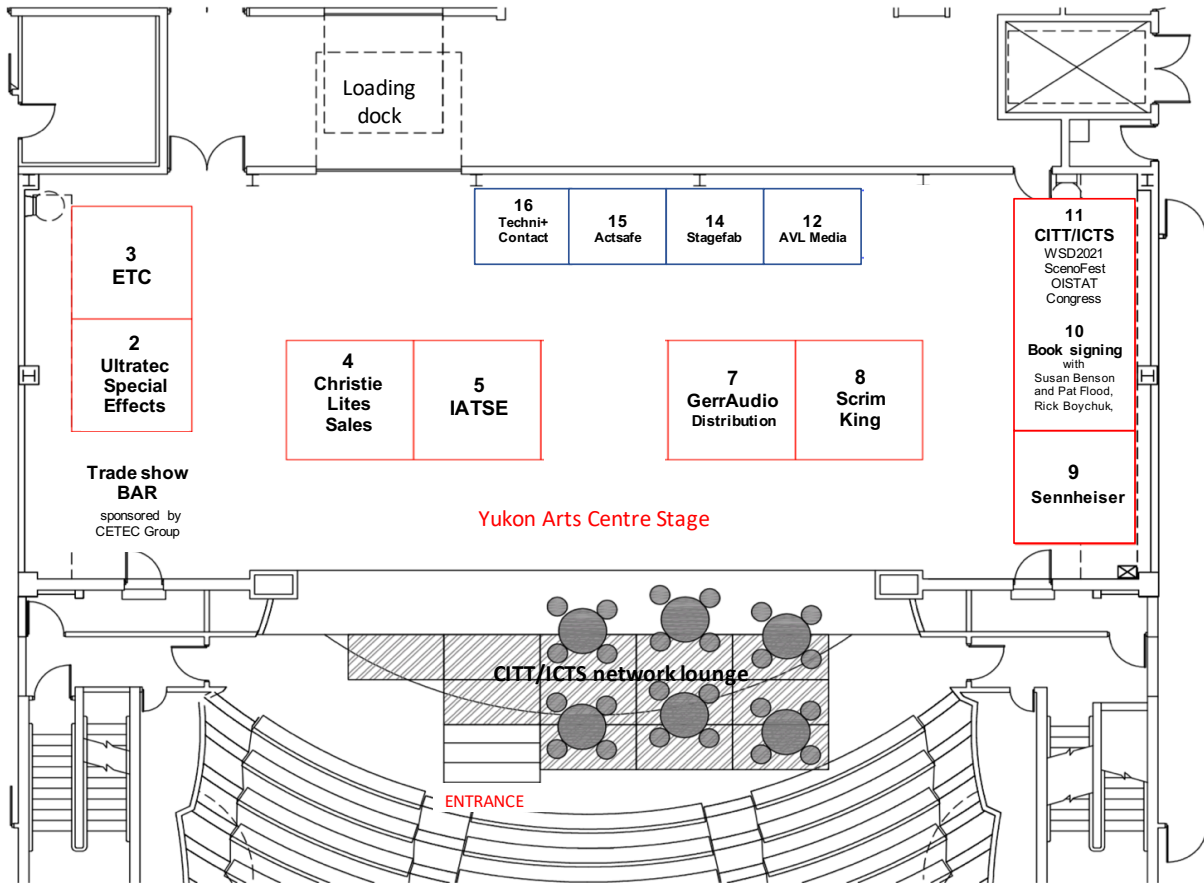 Loading
dock
16
Techni+
Contact
15
Actsafe
14
Stagefab
12
AVL Media
11
CITT/ICTS
WSD2021
ScenoFest
OISTAT
Congress
10
Book signing
with
Susan Benson
and Pat Flood,
Rick Boychuk,
3
ETC
2
Ultratec
Special
Effects
4
Christie
Lites
Sales
5
IATSE
7
GerrAudio
Distribution
8
Scrim
King
9
Sennheiser
Trade show
BAR
sponsored by
CETEC Group
Yukon Arts Centre Stage
CITT/ICTS network lounge
ENTRANCE